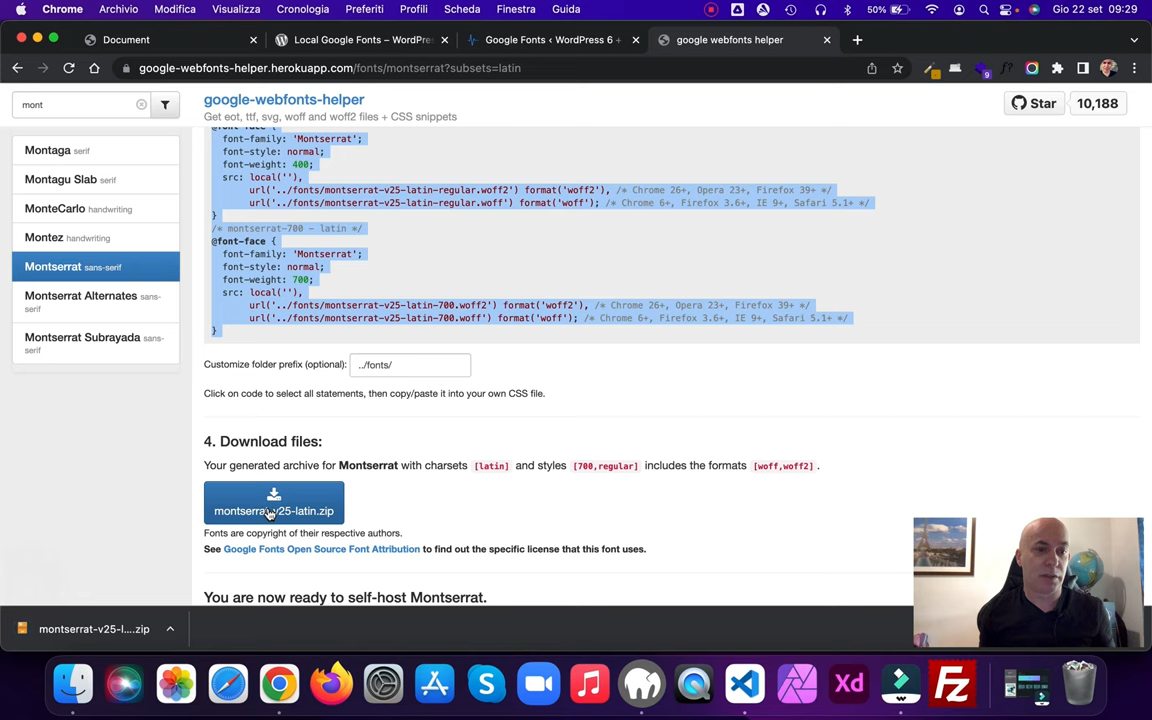 Chrome Archivio Modifica Visualizza Cronologia Preferiti Profili Scheda Finestra Guida 50% Gio 22 set 09:29
Document Local Google Fonts – WordPre Google Fonts ‹ WordPress 6 + google webfonts helper
google-webfonts-helper.herokuapp.com/fonts/montserrat?subsets=latin
9
mont
google-webfonts-helper
Get eot, ttf, svg, woff and woff2 files + CSS snippets
Star 10,188
Montaga serif
Montagu Slab serif
MonteCarlo handwriting
Montez handwriting
Montserrat sans-serif
Montserrat Alternates sans-
serif
Montserrat Subrayada sans-
serif
@font-face {
font-family: 'Montserrat';
font-style: normal;
font-weight: 400;
src: local(''),
url('../fonts/montserrat-v25-latin-regular.woff2') format('woff2'), /* Chrome 26+, Opera 23+, Firefox 39+ */
url('../fonts/montserrat-v25-latin-regular.woff') format('woff'); /* Chrome 6+, Firefox 3.6+, IE 9+, Safari 5.1+ */
}
/* montserrat-700 - latin */
@font-face {
font-family: 'Montserrat';
font-style: normal;
font-weight: 700;
src: local(''),
url('../fonts/montserrat-v25-latin-700.woff2') format('woff2'), /* Chrome 26+, Opera 23+, Firefox 39+ */
url('../fonts/montserrat-v25-latin-700.woff') format('woff'); /* Chrome 6+, Firefox 3.6+, IE 9+, Safari 5.1+ */
}
Customize folder prefix (optional): ../fonts/
Click on code to select all statements, then copy/paste it into your own CSS file.
4. Download files:
Your generated archive for Montserrat with charsets [latin] and styles [700,regular] includes the formats [woff,woff2] .
montserrat-v25-latin.zip
Fonts are copyright of their respective authors.
See Google Fonts Open Source Font Attribution to find out the specific license that this font uses.
You are now ready to self-host Montserrat.
montserrat-v25-l....zip
Xd
Fz